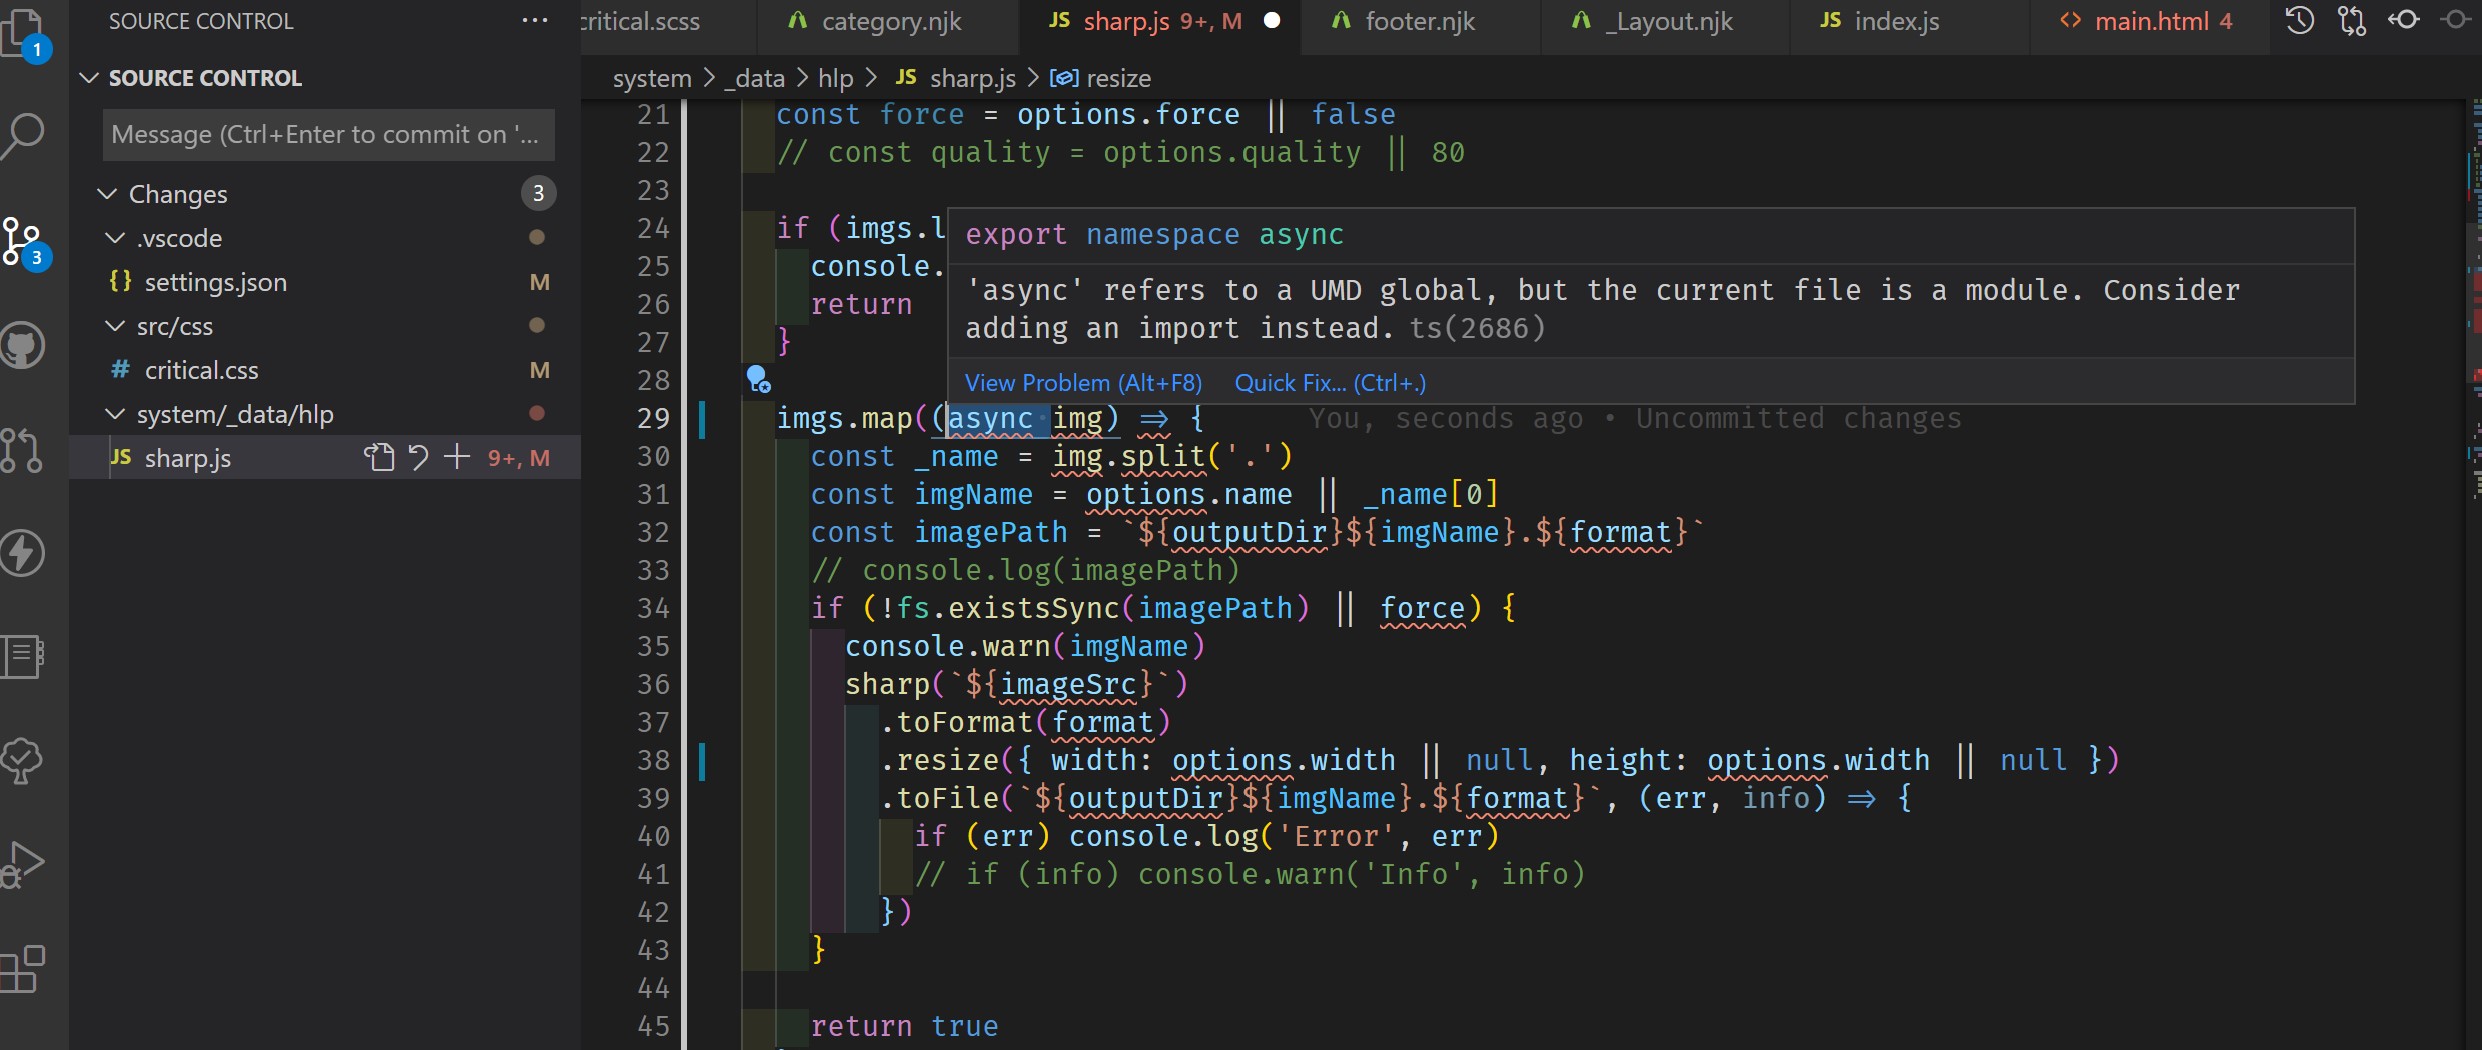 SOURCE CONTROL
critical.scss
category.njk
JS sharp.js 9+, M
footer.njk
_Layout.njk
JS index.js
main.html 4
1
SOURCE CONTROL
system > _data > hlp > JS sharp.js > resize
Message (Ctrl+Enter to commit on '...
Changes 3
.vscode
{} settings.json M
src/css
# critical.css M
system/_data/hlp
JS sharp.js 9+, M
3
21 const force = options.force || false
22 // const quality = options.quality || 80
23
24 if (imgs.l
25 console.
26 return
27 }
28
export namespace async
'async' refers to a UMD global, but the current file is a module. Consider
adding an import instead. ts(2686)
View Problem (Alt+F8) Quick Fix... (Ctrl+.)
29 imgs.map((async img) => { You, seconds ago • Uncommitted changes
30 const _name = img.split('.')
31 const imgName = options.name || _name[0]
32 const imagePath = `${outputDir}${imgName}.${format}`
33 // console.log(imagePath)
34 if (!fs.existsSync(imagePath) || force) {
35 console.warn(imgName)
36 sharp(`${imageSrc}`)
37 .toFormat(format)
38 .resize({ width: options.width || null, height: options.width || null })
39 .toFile(`${outputDir}${imgName}.${format}`, (err, info) => {
40 if (err) console.log('Error', err)
41 // if (info) console.warn('Info', info)
42 })
43 }
44
45 return true